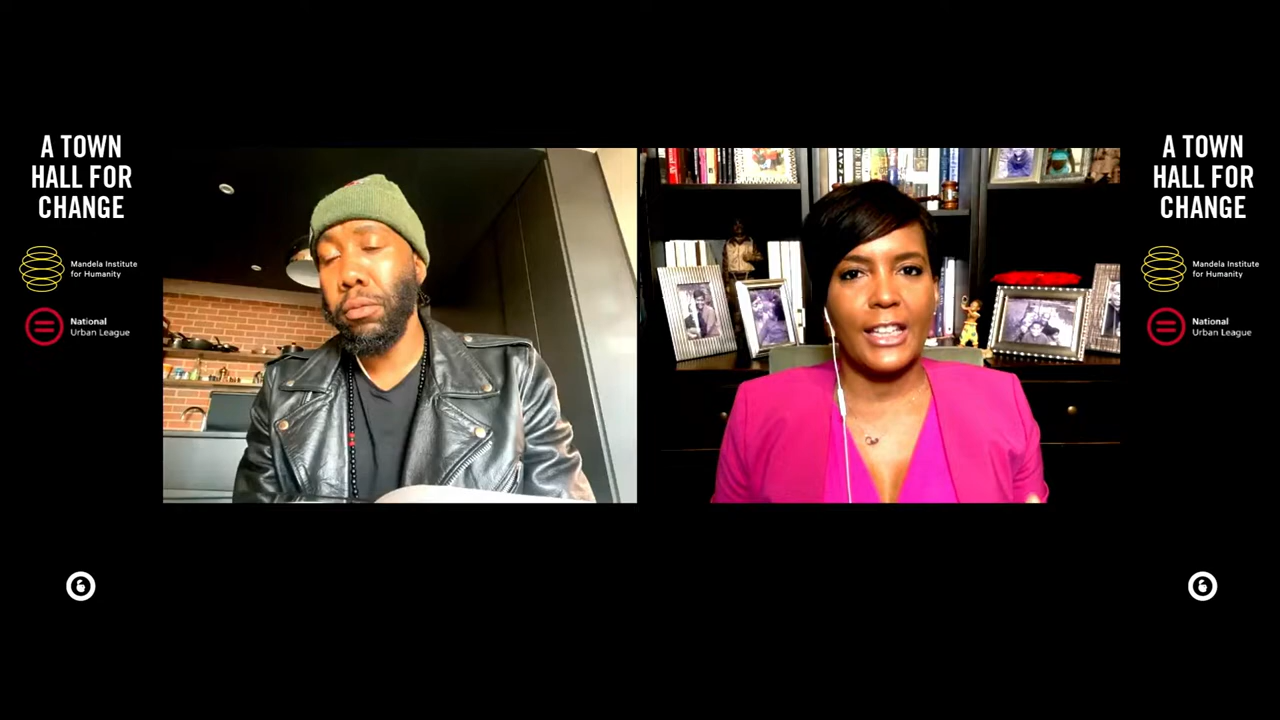 A TOWN
HALL FOR
CHANGE
Mandela Institute
for Humanity
National
Urban League
A TOWN
HALL FOR
CHANGE
Mandela Institute
for Humanity
National
Urban League